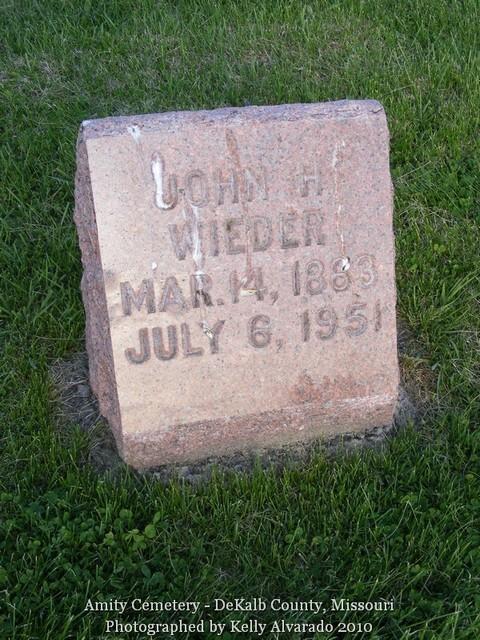 JOHN H
WIEDER
MAR. 14, 1883
JULY 6, 1951
Amity Cemetery - DeKalb County, Missouri
Photographed by Kelly Alvarado 2010